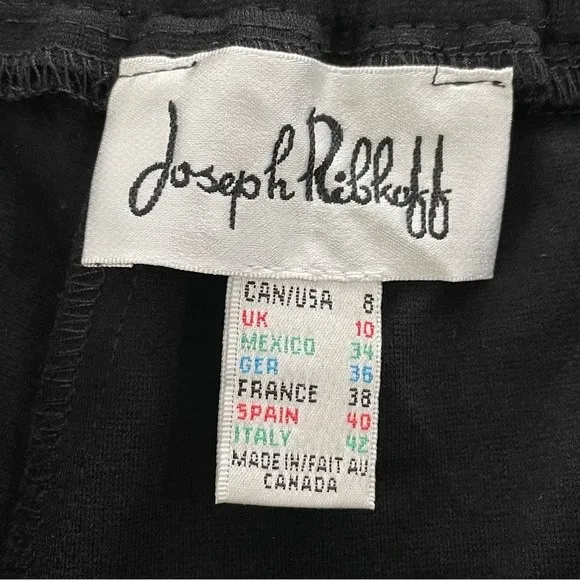 Joseph Ribkoff
CAN/USA 8
UK 10
MEXICO 34
GER 36
FRANCE 38
SPAIN 40
ITALY 42
MADE IN/FAIT AU
CANADA